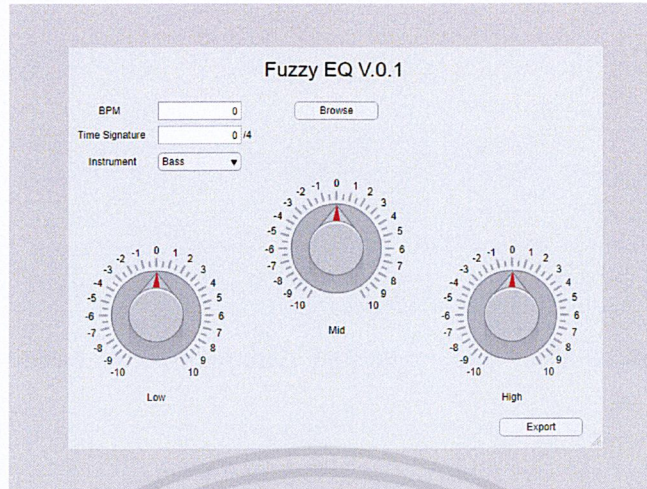 Fuzzy EQ V.0.1
BPM 0 Browse
Time Signature 0 /4
Instrument Bass
-10 -9 -8 -7 -6 -5 -4 -3 -2 -1 0 1 2 3 4 5 6 7 8 9 10
Mid
-10 -9 -8 -7 -6 -5 -4 -3 -2 -1 0 1 2 3 4 5 6 7 8 9 10
Low
-10 -9 -8 -7 -6 -5 -4 -3 -2 -1 0 1 2 3 4 5 6 7 8 9 10
High
Export